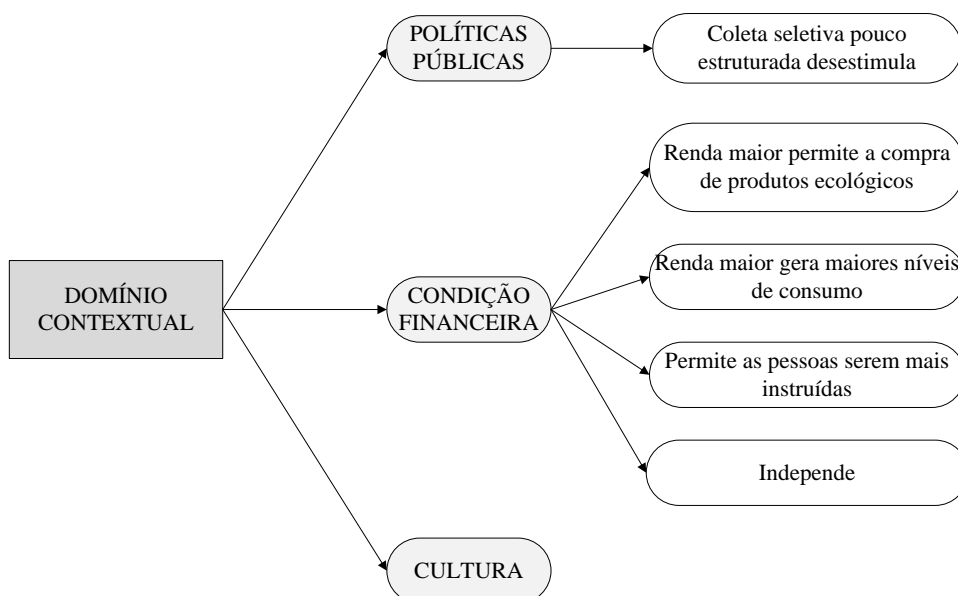 POLÍTICAS
PÚBLICAS
Coleta seletiva pouco
estruturada desestimula
Renda maior permite a compra
de produtos ecológicos
DOMÍNIO
CONTEXTUAL
CONDIÇÃO
FINANCEIRA
Renda maior gera maiores níveis
de consumo
Permite as pessoas serem mais
instruídas
Independe
CULTURA